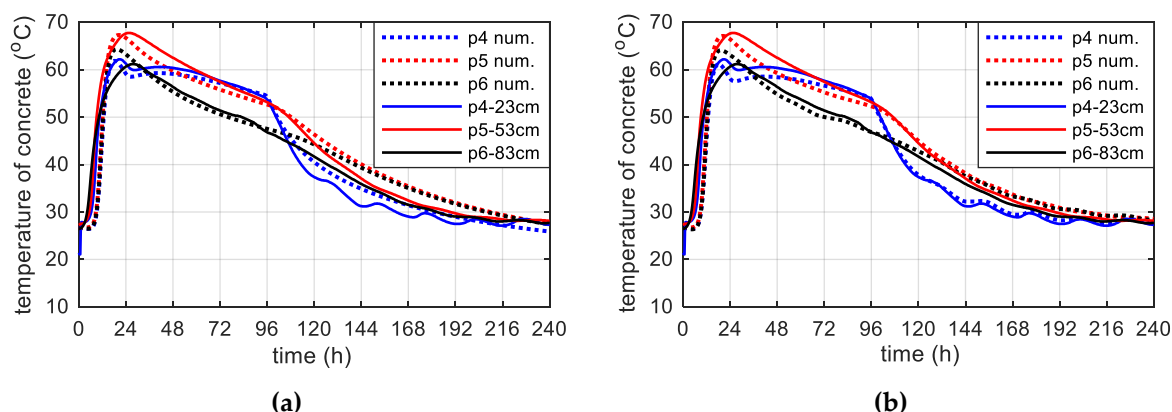 temperature of concrete (°C)
70
60
50
40
30
20
10
0 24 48 72 96 120 144 168 192 216 240
time (h)
p4 num.
p5 num.
p6 num.
p4-23cm
p5-53cm
p6-83cm
(a)
temperature of concrete (°C)
70
60
50
40
30
20
10
0 24 48 72 96 120 144 168 192 216 240
time (h)
p4 num.
p5 num.
p6 num.
p4-23cm
p5-53cm
p6-83cm
(b)